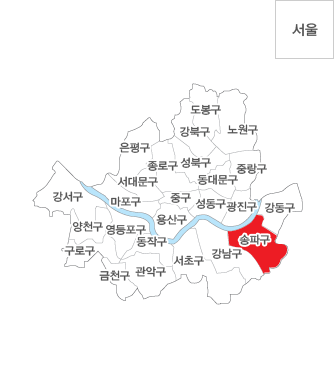 서울
도봉구
강북구
노원구
은평구
종로구
성북구
중랑구
서대문구
동대문구
강서구
마포구
중구
성동구
광진구
강동구
용산구
양천구
영등포구
동작구
송파구
구로구
서초구
강남구
금천구
관악구